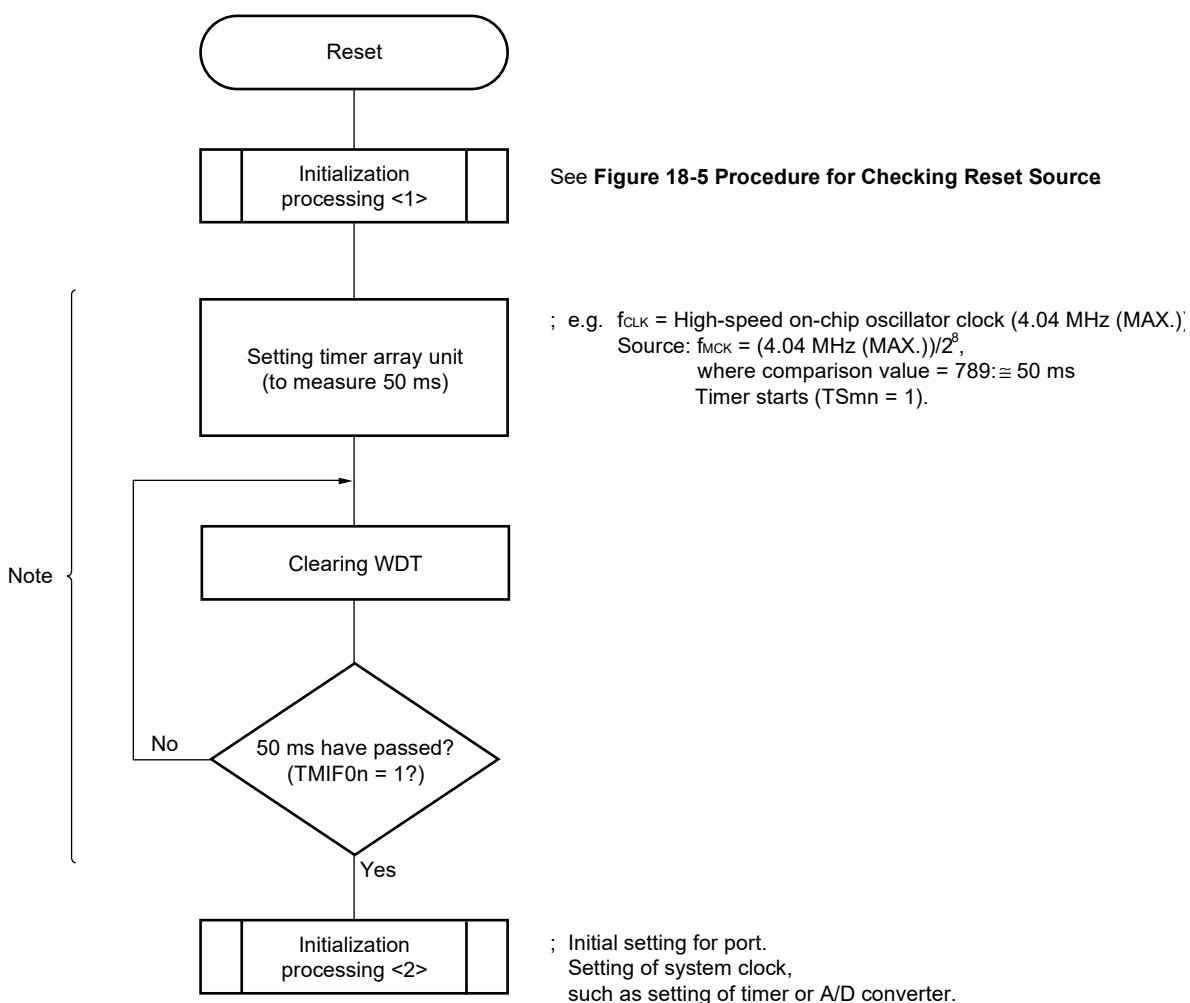 Reset
Initialization
processing <1>
See Figure 18-5 Procedure for Checking Reset Source
Setting timer array unit
(to measure 50 ms)
; e.g. fCLK = High-speed on-chip oscillator clock (4.04 MHz (MAX.))
Source: fMCK = (4.04 MHz (MAX.))/2⁸,
where comparison value = 789: ≅ 50 ms
Timer starts (TSmn = 1).
Clearing WDT
Note
No
50 ms have passed?
(TMIF0n = 1?)
Yes
Initialization
processing <2>
; Initial setting for port.
Setting of system clock,
such as setting of timer or A/D converter.